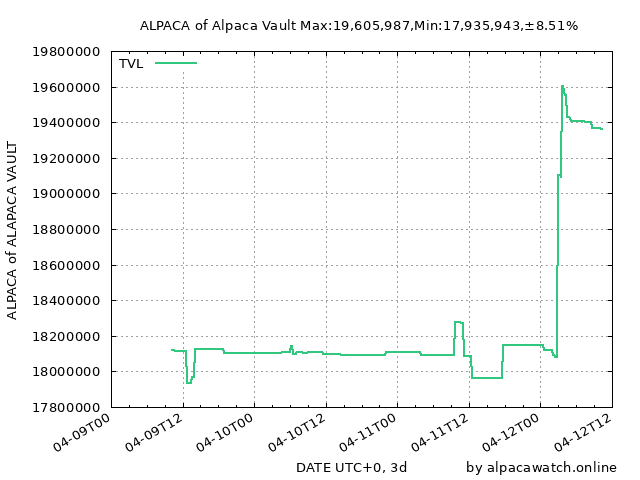 ALPACA of Alpaca Vault Max:19,605,987,Min:17,935,943,±8.51%
TVL
ALPACA of ALAPACA VAULT
19800000
19600000
19400000
19200000
19000000
18800000
18600000
18400000
18200000
18000000
17800000
04-09T00
04-09T12
04-10T00
04-10T12
04-11T00
04-11T12
04-12T00
04-12T12
DATE UTC+0, 3d
by alpacawatch.online